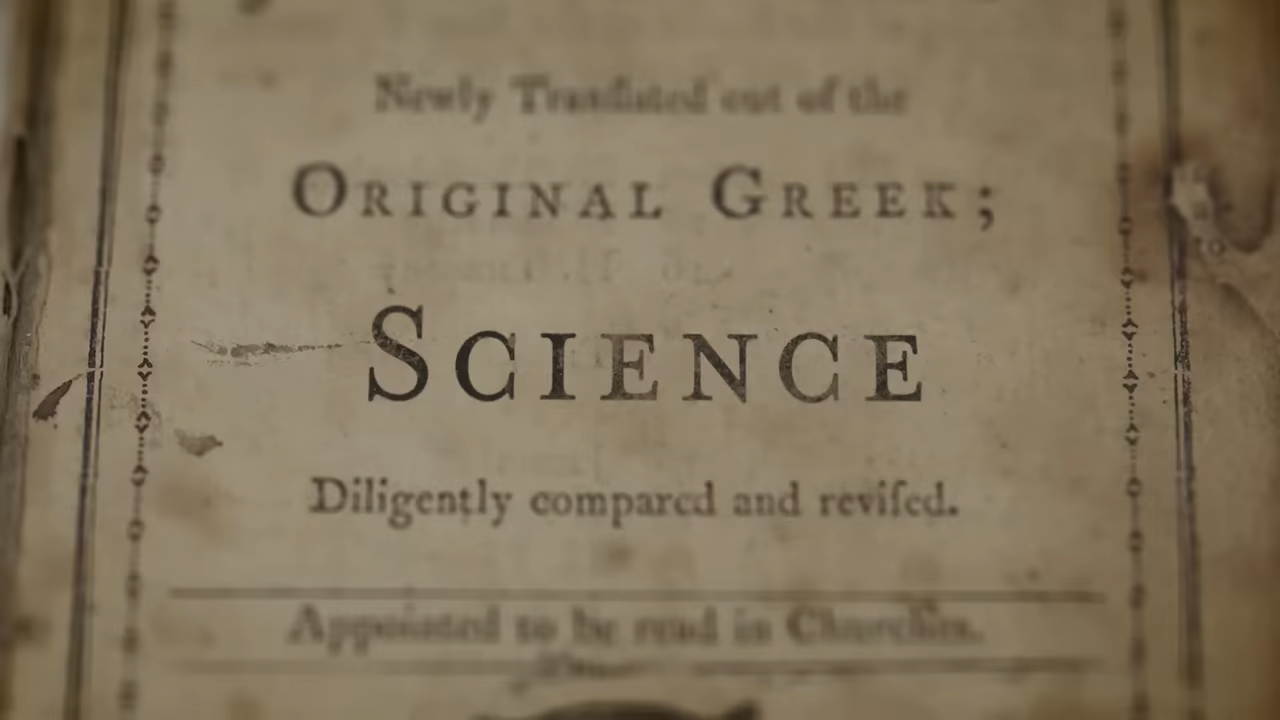 Newly Tranſlated out of the
ORIGINAL GREEK;
SCIENCE
Diligently compared and reviſed.
Appointed to be read in Churches.